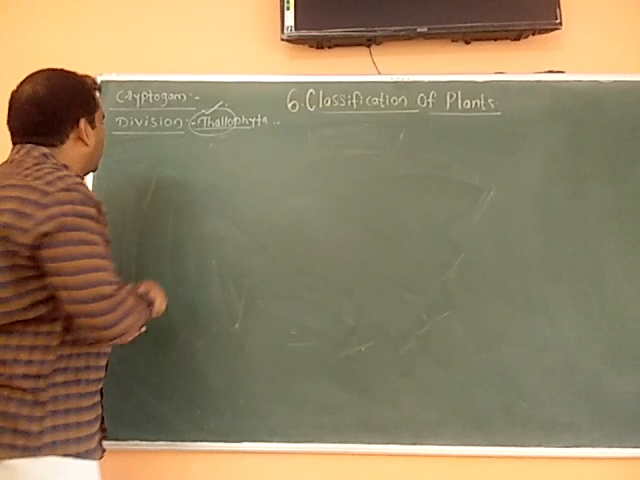 6. Classification Of Plants
Cryptogam:-
Division:- Thallophyta..